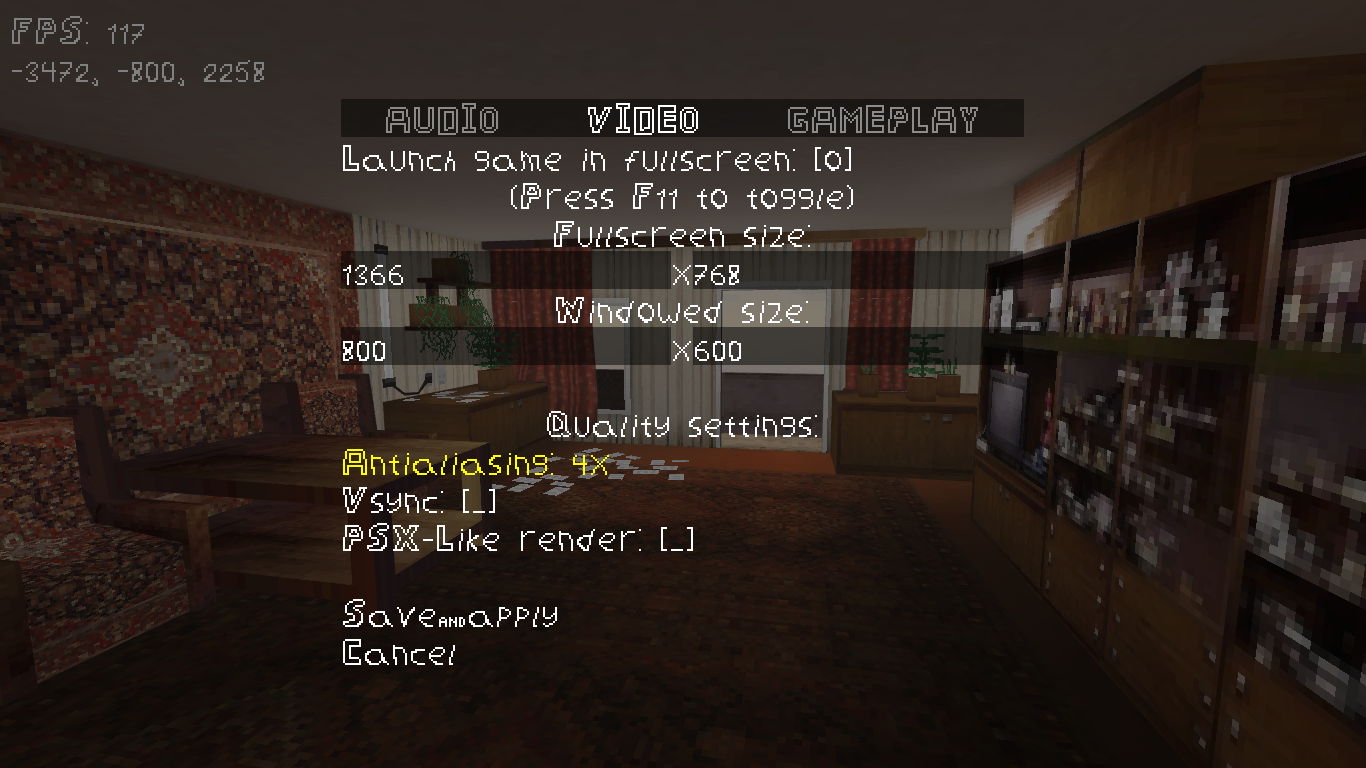 FPS: 117
-3472, -800, 2258
AUDIO VIDEO GAMEPLAY
Launch game in fullscreen: [o]
(Press F11 to toggle)
Fullscreen size:
1366 X768
Windowed size:
800 X600
Quality settings:
Antialiasing: 4X
Vsync: [_]
PSX-Like render: [_]
Save AND apply
Cancel